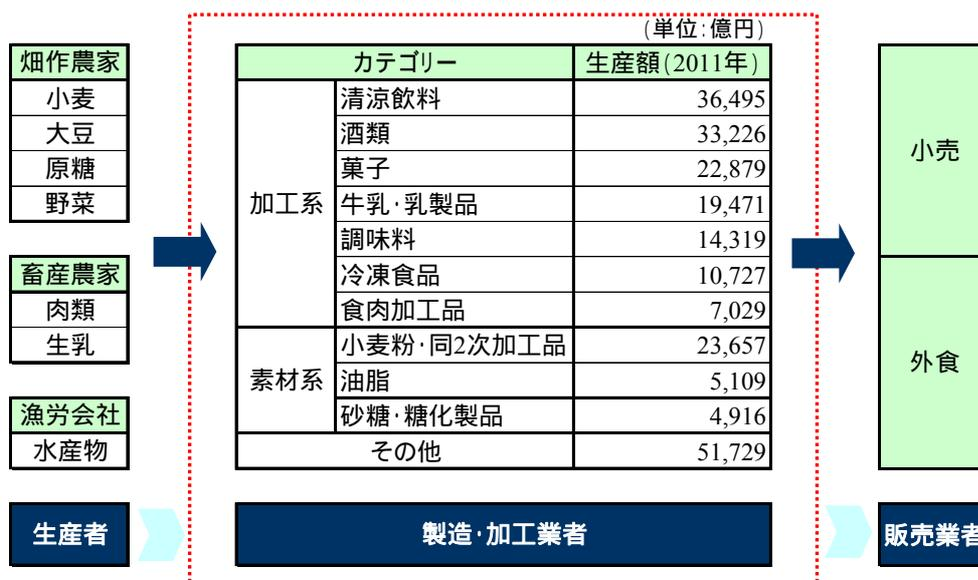 (単位:億円)
畑作農家
小麦
大豆
原糖
野菜
畜産農家
肉類
生乳
漁労会社
水産物
生産者
カテゴリー 生産額(2011年)
加工系
清涼飲料 36,495
酒類 33,226
菓子 22,879
牛乳・乳製品 19,471
調味料 14,319
冷凍食品 10,727
食肉加工品 7,029
素材系
小麦粉・同2次加工品 23,657
油脂 5,109
砂糖・糖化製品 4,916
その他 51,729
製造・加工業者
小売
外食
販売業者